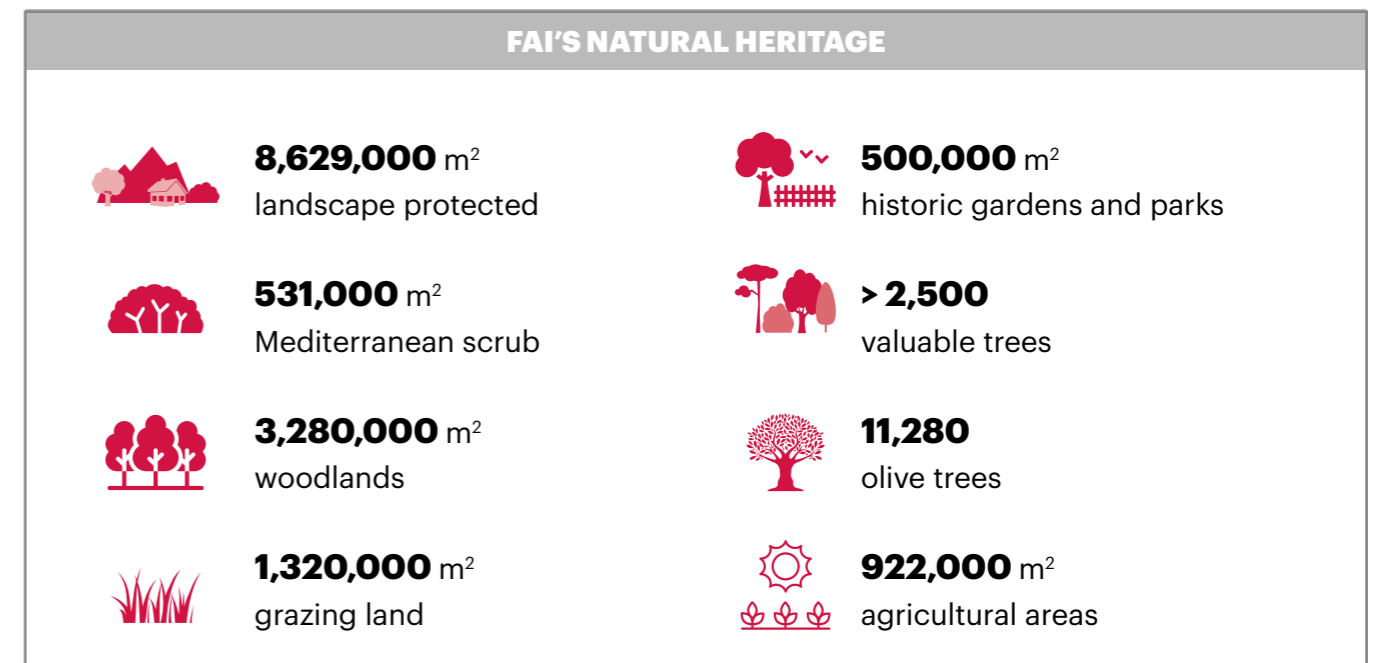 FAI'S NATURAL HERITAGE
8,629,000 m²
landscape protected
500,000 m²
historic gardens and parks
531,000 m²
Mediterranean scrub
> 2,500
valuable trees
3,280,000 m²
woodlands
11,280
olive trees
1,320,000 m²
grazing land
922,000 m²
agricultural areas